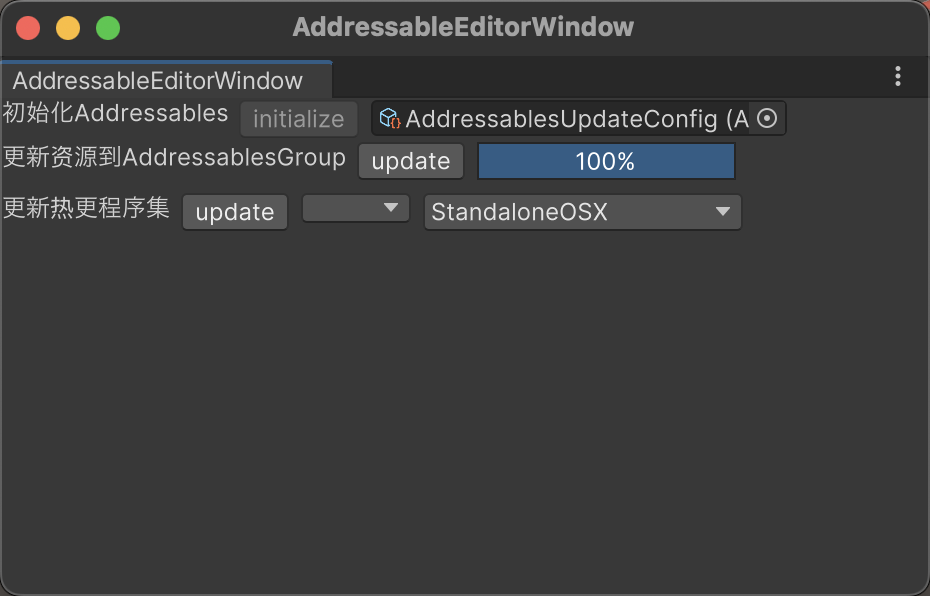 AddressableEditorWindow
AddressableEditorWindow
初始化Addressables initialize AddressablesUpdateConfig (A
更新资源到AddressablesGroup update 100%
更新热更程序集 update StandaloneOSX